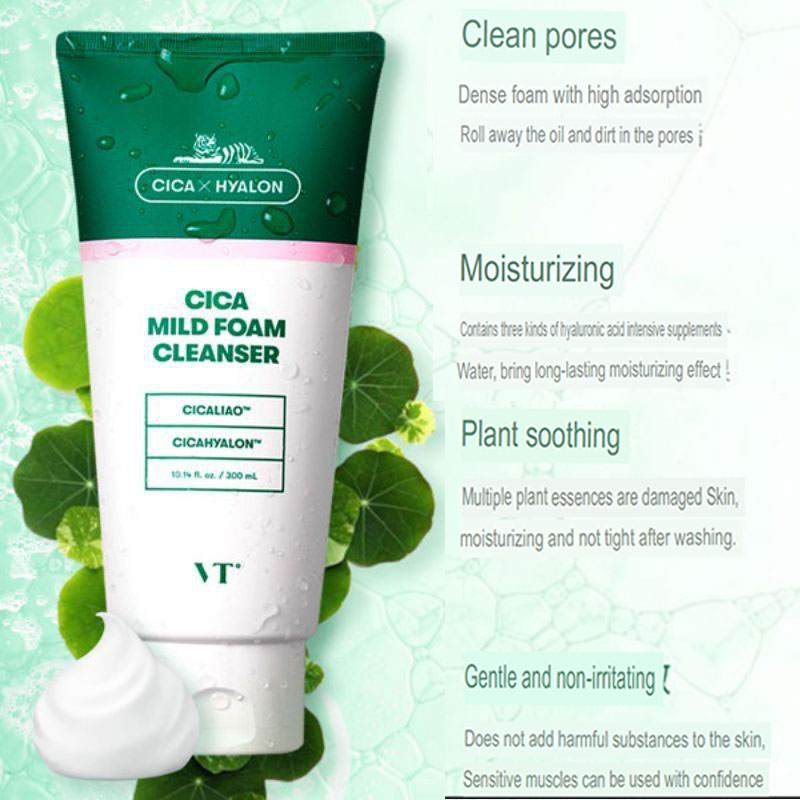 CICA × HYALON
CICA
MILD FOAM
CLEANSER
CICALIAO™
CICAHYALON™
10.14 fl. oz. / 300 mL
VT
Clean pores
Dense foam with high adsorption
Roll away the oil and dirt in the pores ¡
Moisturizing
Contains three kinds of hyaluronic acid intensive supplements 、
Water, bring long-lasting moisturizing effect !
Plant soothing
Multiple plant essences are damaged Skin,
moisturizing and not tight after washing.
Gentle and non-irritating
Does not add harmful substances to the skin,
Sensitive muscles can be used with confidence